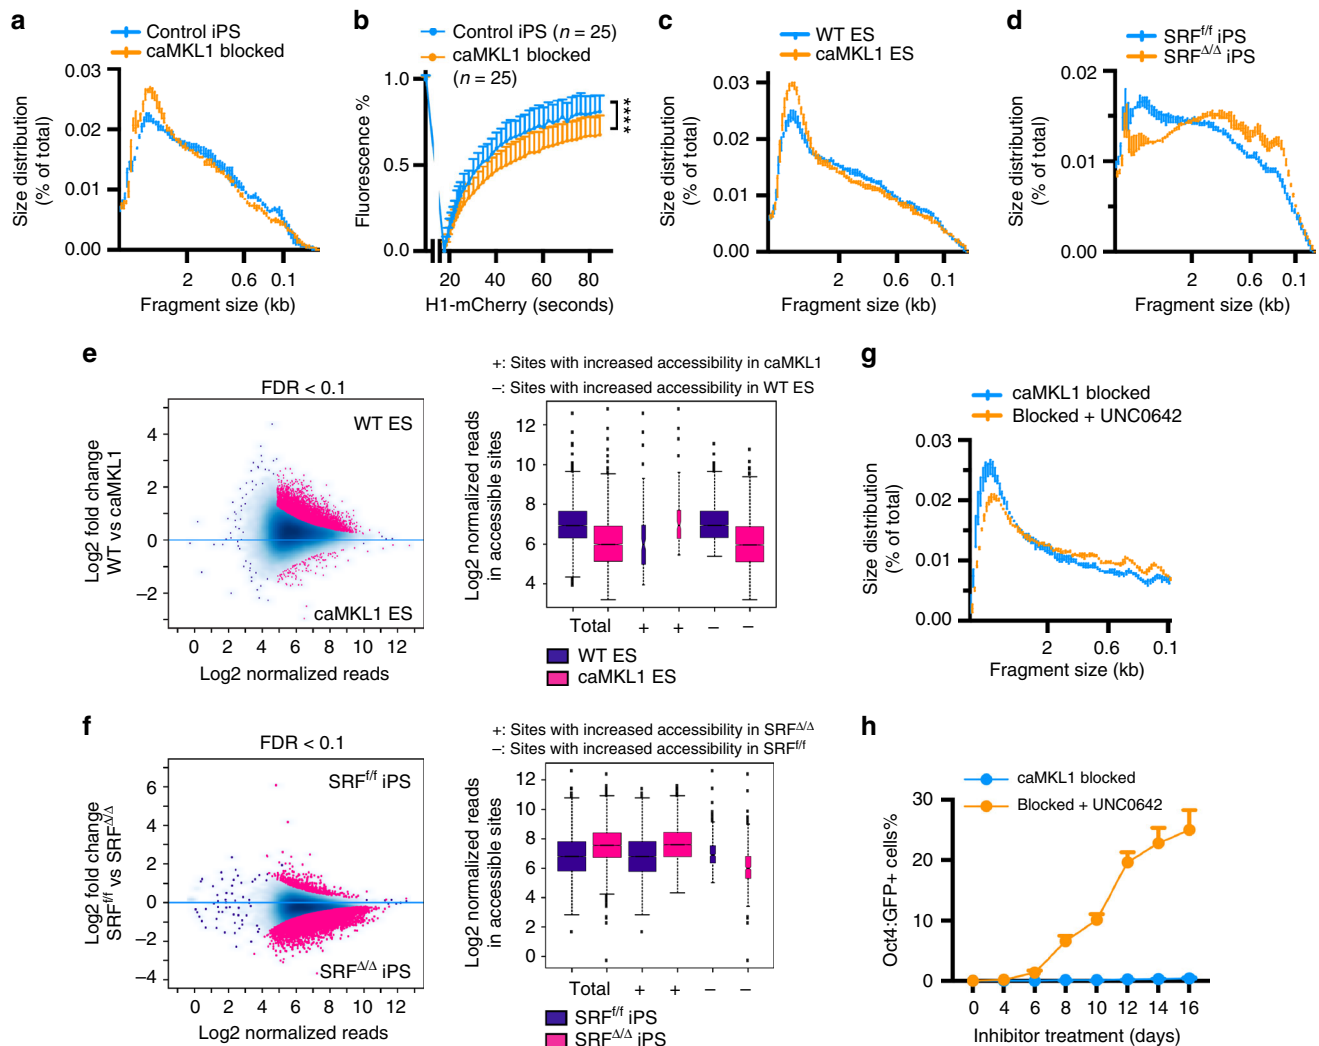 a
Control iPS
caMKL1 blocked
Size distribution
(% of total)
0.03
0.02
0.01
0.00
2
0.6
0.1
Fragment size (kb)
b
Control iPS (n = 25)
caMKL1 blocked
(n = 25)
Fluorescence %
1.0
0.5
0.0
20
40
60
80
****
H1-mCherry (seconds)
c
WT ES
caMKL1 ES
Size distribution
(% of total)
0.03
0.02
0.01
0.00
2
0.6
0.1
Fragment size (kb)
d
SRFf/f iPS
SRFΔ/Δ iPS
Size distribution
(% of total)
0.02
0.01
0
2
0.6
0.1
Fragment size (kb)
e
FDR < 0.1
WT ES
caMKL1 ES
Log2 fold change
WT vs caMKL1
4
2
0
−2
0
2
4
6
8
10
12
Log2 normalized reads
+: Sites with increased accessibility in caMKL1
−: Sites with increased accessibility in WT ES
Log2 normalized reads
in accessible sites
12
10
8
6
4
Total
+
+
−
−
WT ES
caMKL1 ES
g
caMKL1 blocked
Blocked + UNC0642
Size distribution
(% of total)
0.03
0.02
0.01
0.00
2
0.6
0.1
Fragment size (kb)
f
FDR < 0.1
SRFf/f iPS
SRFΔ/Δ iPS
Log2 fold change
SRFf/f vs SRFΔ/Δ
6
4
2
0
−2
−4
0
2
4
6
8
10
12
Log2 normalized reads
+: Sites with increased accessibility in SRFΔ/Δ
−: Sites with increased accessibility in SRFf/f
Log2 normalized reads
in accessible sites
12
10
8
6
4
2
0
Total
+
+
−
−
SRFf/f iPS
SRFΔ/Δ iPS
h
caMKL1 blocked
Blocked + UNC0642
Oct4:GFP+ cells%
30
20
10
0
0
4
6
8
10
12
14
16
Inhibitor treatment (days)